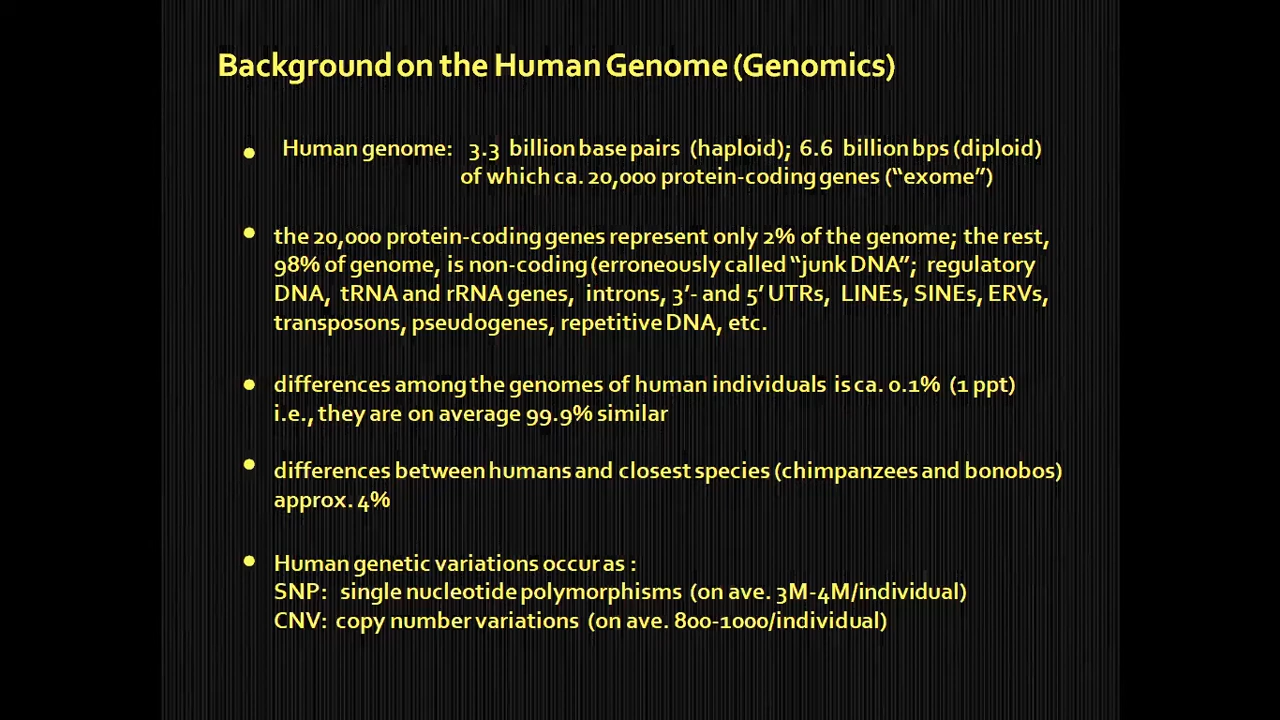 Background on the Human Genome (Genomics)
• Human genome: 3.3 billion base pairs (haploid); 6.6 billion bps (diploid)
of which ca. 20,000 protein-coding genes (“exome”)
• the 20,000 protein-coding genes represent only 2% of the genome; the rest,
98% of genome, is non-coding (erroneously called “junk DNA”; regulatory
DNA, tRNA and rRNA genes, introns, 3’- and 5’ UTRs, LINEs, SINEs, ERVs,
transposons, pseudogenes, repetitive DNA, etc.
• differences among the genomes of human individuals is ca. 0.1% (1 ppt)
i.e., they are on average 99.9% similar
• differences between humans and closest species (chimpanzees and bonobos)
approx. 4%
• Human genetic variations occur as :
SNP: single nucleotide polymorphisms (on ave. 3M-4M/individual)
CNV: copy number variations (on ave. 800-1000/individual)